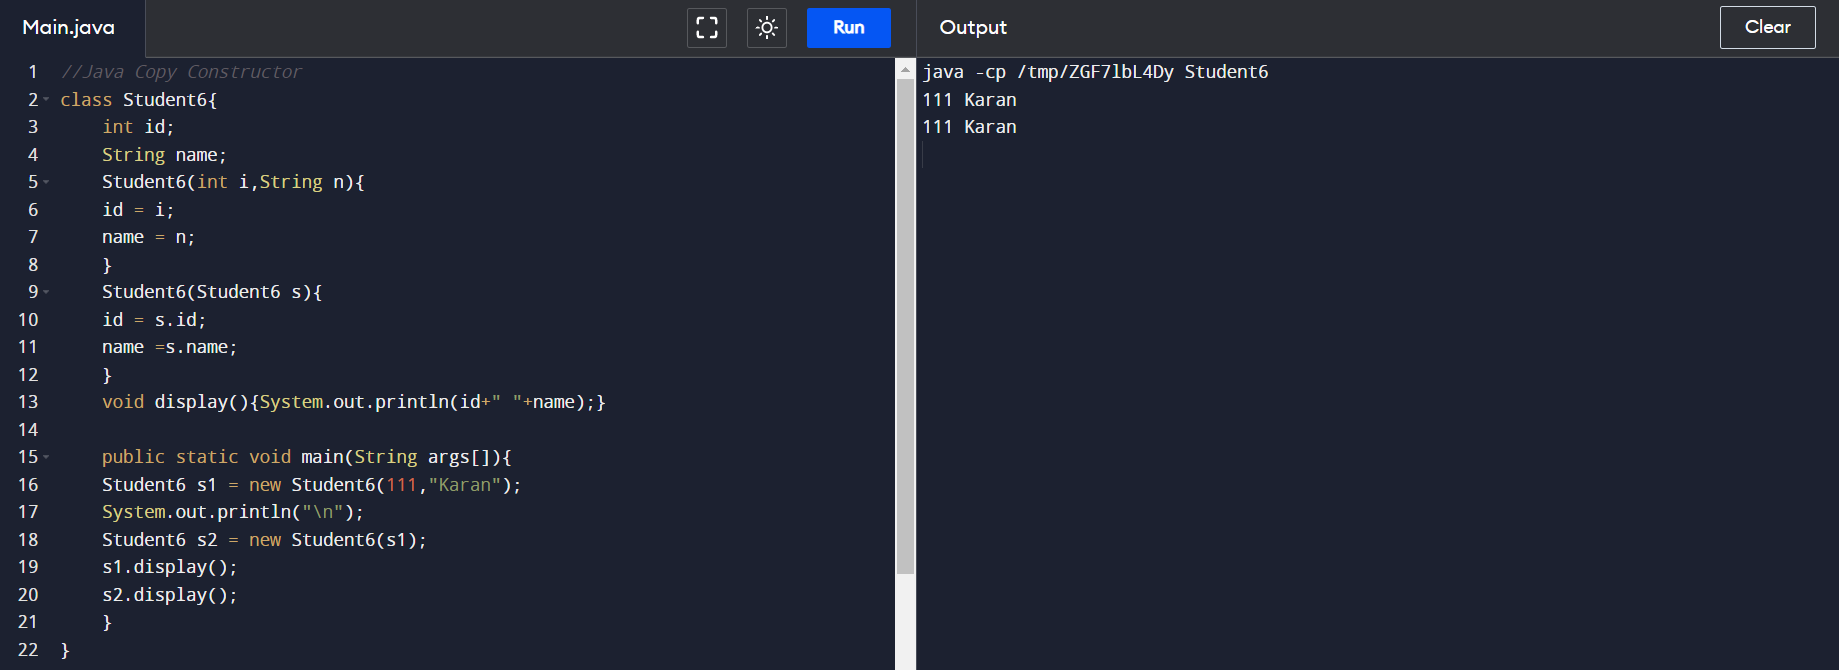 Main.java
Run
Output
Clear
1 //Java Copy Constructor
2 class Student6{
3 int id;
4 String name;
5 Student6(int i,String n){
6 id = i;
7 name = n;
8 }
9 Student6(Student6 s){
10 id = s.id;
11 name =s.name;
12 }
13 void display(){System.out.println(id+" "+name);}
14
15 public static void main(String args[]){
16 Student6 s1 = new Student6(111,"Karan");
17 System.out.println("\n");
18 Student6 s2 = new Student6(s1);
19 s1.display();
20 s2.display();
21 }
22 }
java -cp /tmp/ZGF7lbL4Dy Student6
111 Karan
111 Karan